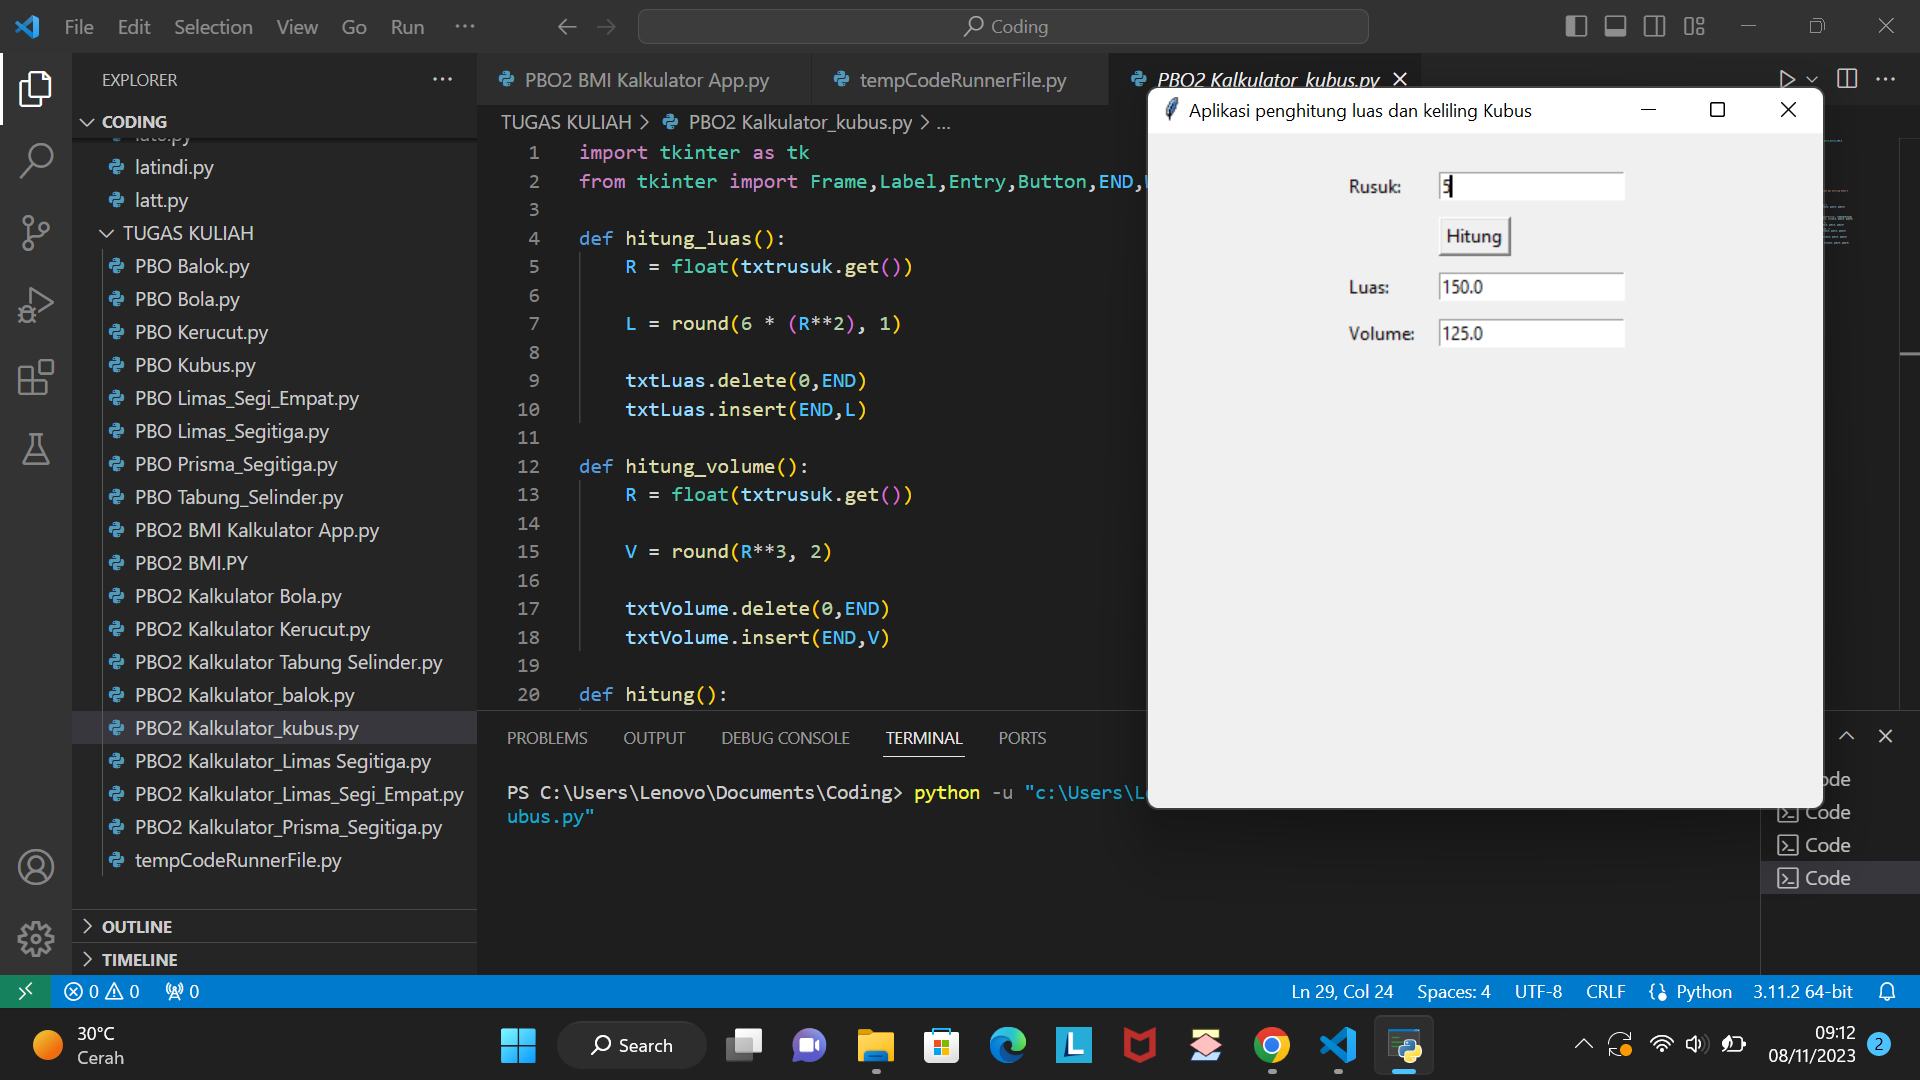 File Edit Selection View Go Run ...
Coding
EXPLORER
CODING
latindi.py
latt.py
TUGAS KULIAH
PBO Balok.py
PBO Bola.py
PBO Kerucut.py
PBO Kubus.py
PBO Limas_Segi_Empat.py
PBO Limas_Segitiga.py
PBO Prisma_Segitiga.py
PBO Tabung_Selinder.py
PBO2 BMI Kalkulator App.py
PBO2 BMI.PY
PBO2 Kalkulator Bola.py
PBO2 Kalkulator Kerucut.py
PBO2 Kalkulator Tabung Selinder.py
PBO2 Kalkulator_balok.py
PBO2 Kalkulator_kubus.py
PBO2 Kalkulator_Limas Segitiga.py
PBO2 Kalkulator_Limas_Segi_Empat.py
PBO2 Kalkulator_Prisma_Segitiga.py
tempCodeRunnerFile.py
OUTLINE
TIMELINE
PBO2 BMI Kalkulator App.py tempCodeRunnerFile.py PBO2 Kalkulator_kubus.py
TUGAS KULIAH > PBO2 Kalkulator_kubus.py > ...
1 import tkinter as tk
2 from tkinter import Frame,Label,Entry,Button,END,
3
4 def hitung_luas():
5 R = float(txtrusuk.get())
6
7 L = round(6 * (R**2), 1)
8
9 txtLuas.delete(0,END)
10 txtLuas.insert(END,L)
11
12 def hitung_volume():
13 R = float(txtrusuk.get())
14
15 V = round(R**3, 2)
16
17 txtVolume.delete(0,END)
18 txtVolume.insert(END,V)
19
20 def hitung():
Aplikasi penghitung luas dan keliling Kubus
Rusuk: 5
Hitung
Luas: 150.0
Volume: 125.0
PROBLEMS OUTPUT DEBUG CONSOLE TERMINAL PORTS
PS C:\Users\Lenovo\Documents\Coding> python -u "c:\Users\L
ubus.py"
Code
Code
Code
0 0 0
Ln 29, Col 24 Spaces: 4 UTF-8 CRLF Python 3.11.2 64-bit
30°C
Cerah
Search
09:12
08/11/2023
2